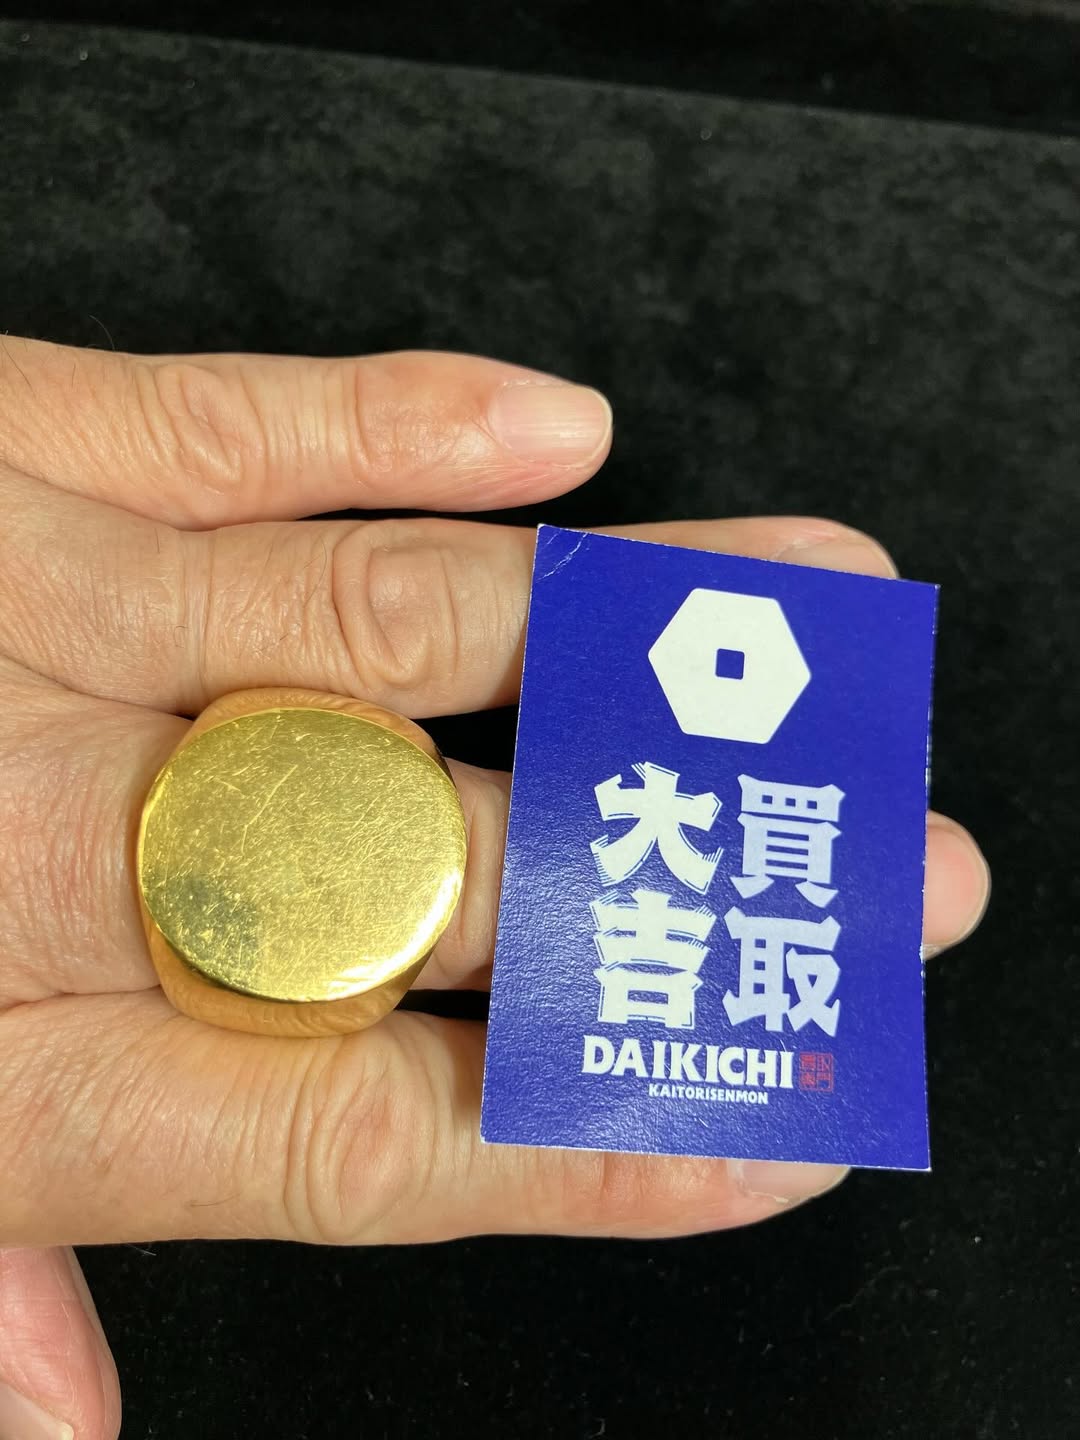 買取
大吉
DAIKICHI
KAITORISENMON